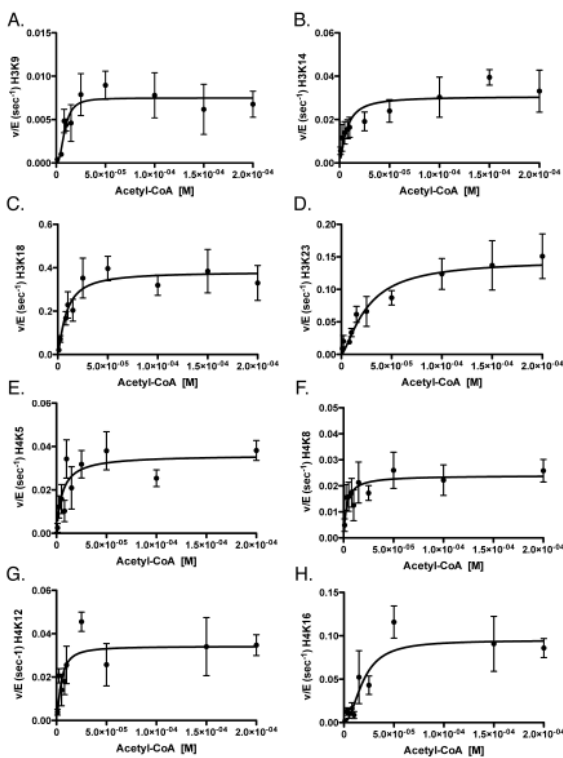 A.
v/E (sec⁻¹) H3K9
0.015
0.010
0.005
0.000
0 5.0×10⁻⁰⁵ 1.0×10⁻⁰⁴ 1.5×10⁻⁰⁴ 2.0×10⁻⁰⁴
Acetyl-CoA [M]
B.
v/E (sec⁻¹) H3K14
0.06
0.04
0.02
0.00
0 5.0×10⁻⁰⁵ 1.0×10⁻⁰⁴ 1.5×10⁻⁰⁴ 2.0×10⁻⁰⁴
Acetyl-CoA [M]
C.
v/E (sec⁻¹) H3K18
0.6
0.4
0.2
0.0
0 5.0×10⁻⁰⁵ 1.0×10⁻⁰⁴ 1.5×10⁻⁰⁴ 2.0×10⁻⁰⁴
Acetyl-CoA [M]
D.
v/E (sec⁻¹) H3K23
0.20
0.15
0.10
0.05
0.00
0 5.0×10⁻⁰⁵ 1.0×10⁻⁰⁴ 1.5×10⁻⁰⁴ 2.0×10⁻⁰⁴
Acetyl-CoA [M]
E.
v/E (sec⁻¹) H4K5
0.06
0.04
0.02
0.00
0 5.0×10⁻⁰⁵ 1.0×10⁻⁰⁴ 1.5×10⁻⁰⁴ 2.0×10⁻⁰⁴
Acetyl-CoA [M]
F.
v/E (sec⁻¹) H4K8
0.04
0.03
0.02
0.01
0.00
0 5.0×10⁻⁰⁵ 1.0×10⁻⁰⁴ 1.5×10⁻⁰⁴ 2.0×10⁻⁰⁴
Acetyl-CoA [M]
G.
v/E (sec-1) H4K12
0.06
0.04
0.02
0.00
0 5.0×10⁻⁰⁵ 1.0×10⁻⁰⁴ 1.5×10⁻⁰⁴ 2.0×10⁻⁰⁴
Acetyl-CoA [M]
H.
v/E (sec⁻¹) H4K16
0.15
0.10
0.05
0.00
0 5.0×10⁻⁰⁵ 1.0×10⁻⁰⁴ 1.5×10⁻⁰⁴ 2.0×10⁻⁰⁴
Acetyl-CoA [M]